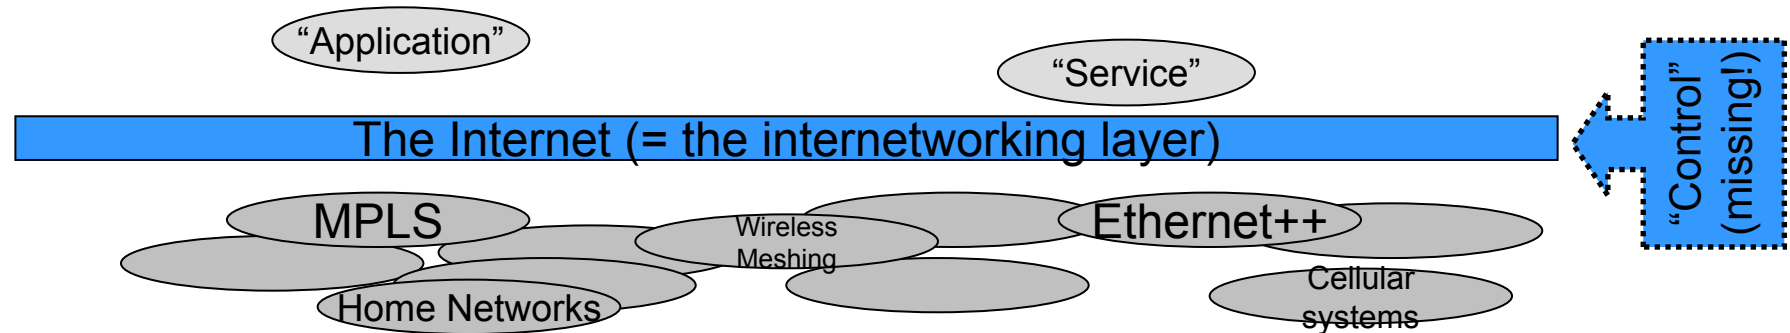 “Application”
“Service”
The Internet (= the internetworking layer)
“Control”
(missing!)
MPLS
Wireless
Meshing
Ethernet++
Home Networks
Cellular
systems